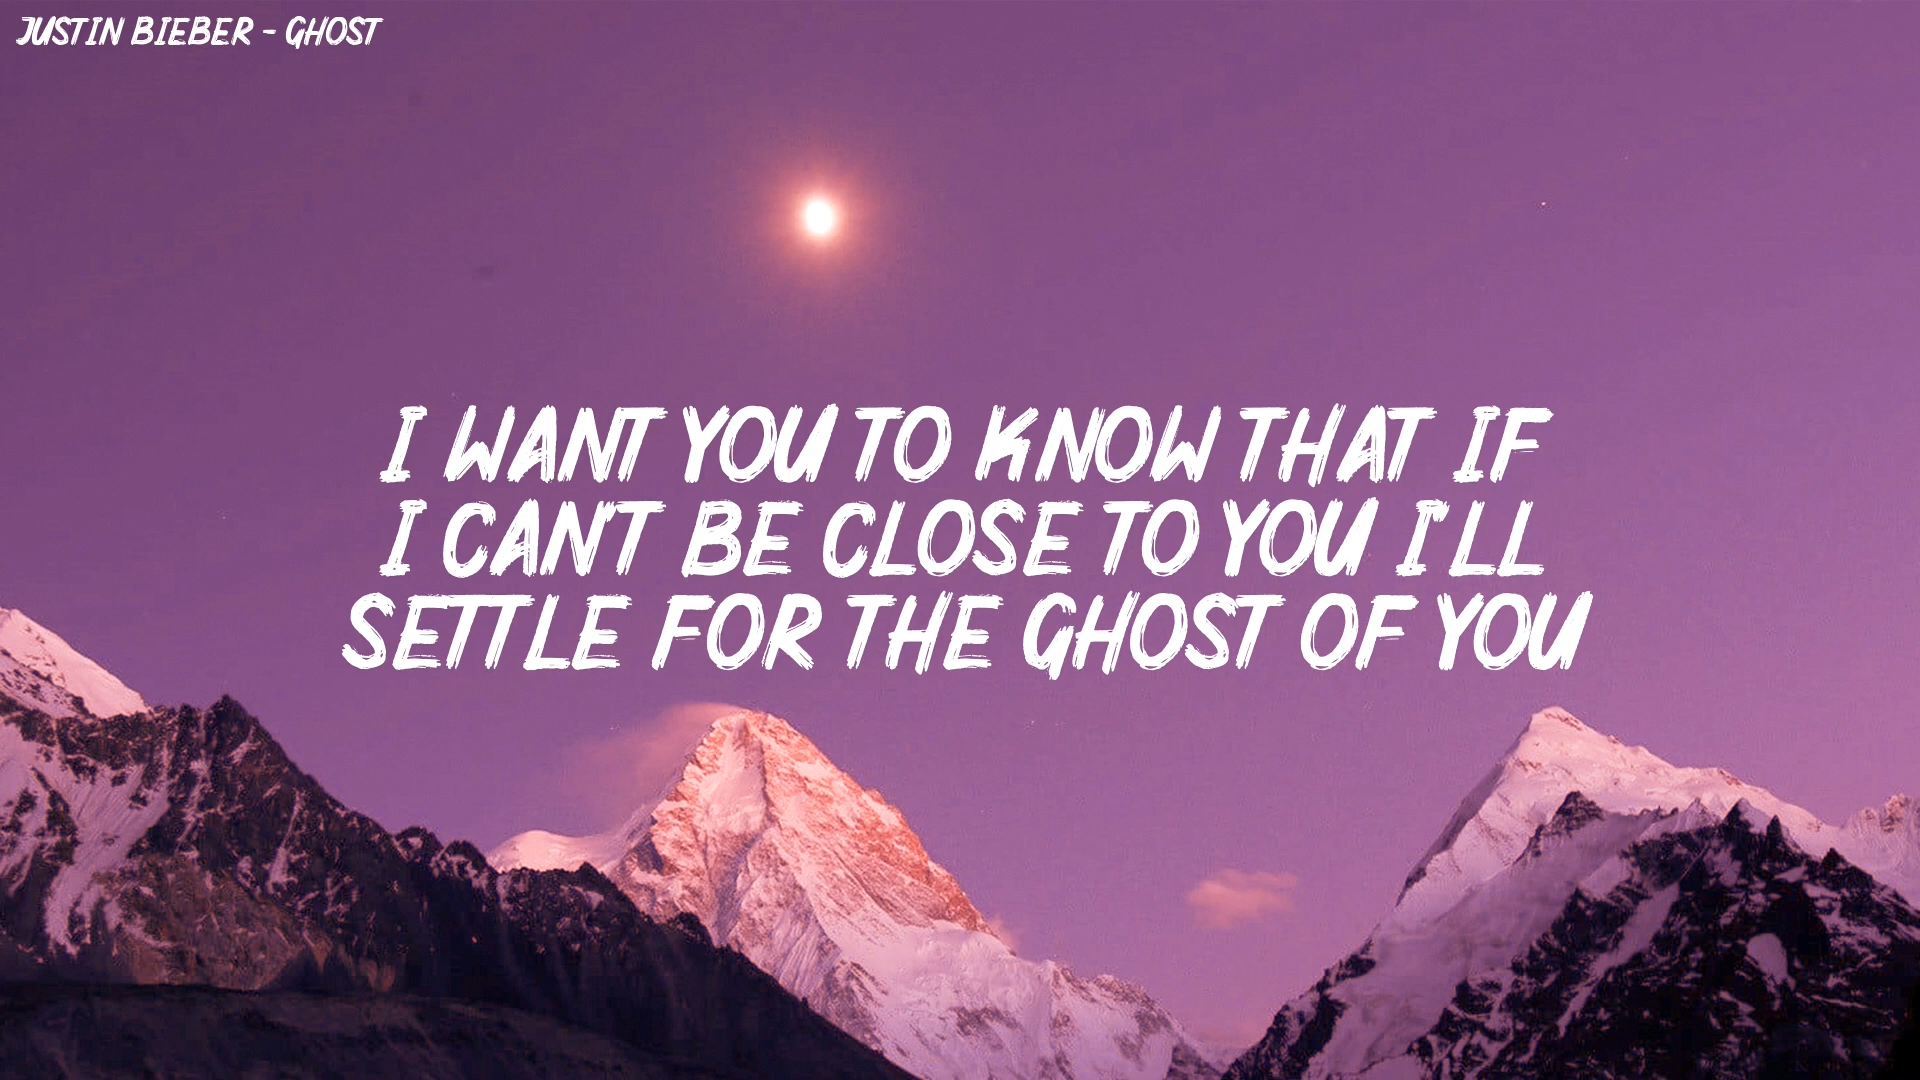 JUSTIN BIEBER - GHOST
I WANT YOU TO KNOW THAT IF
I CAN'T BE CLOSE TO YOU I'LL
SETTLE FOR THE GHOST OF YOU